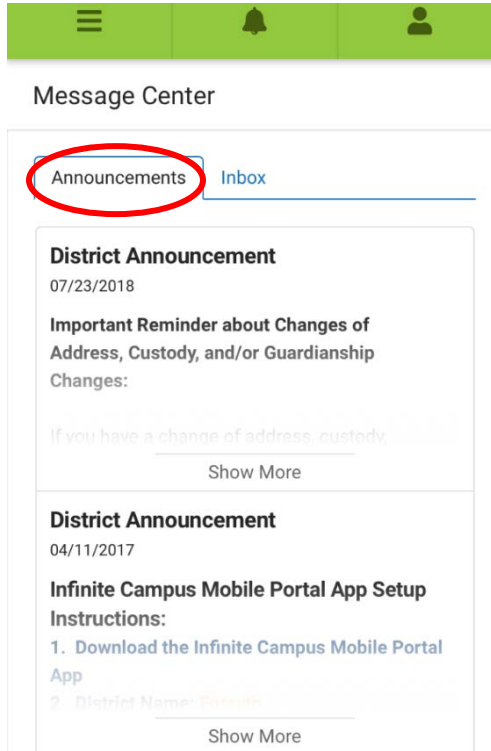 Message Center
Announcements Inbox
District Announcement
07/23/2018
Important Reminder about Changes of
Address, Custody, and/or Guardianship
Changes:
If you have a change of address, custody,
Show More
District Announcement
04/11/2017
Infinite Campus Mobile Portal App Setup
Instructions:
1. Download the Infinite Campus Mobile Portal
App
2. District Name: Forsyth
Show More